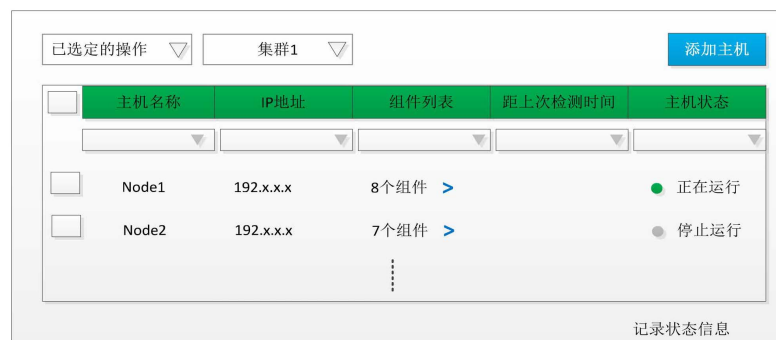 已选定的操作 集群1 添加主机
主机名称 IP地址 组件列表 距上次检测时间 主机状态
Node1 192.x.x.x 8个组件 > 正在运行
Node2 192.x.x.x 7个组件 > 停止运行
记录状态信息